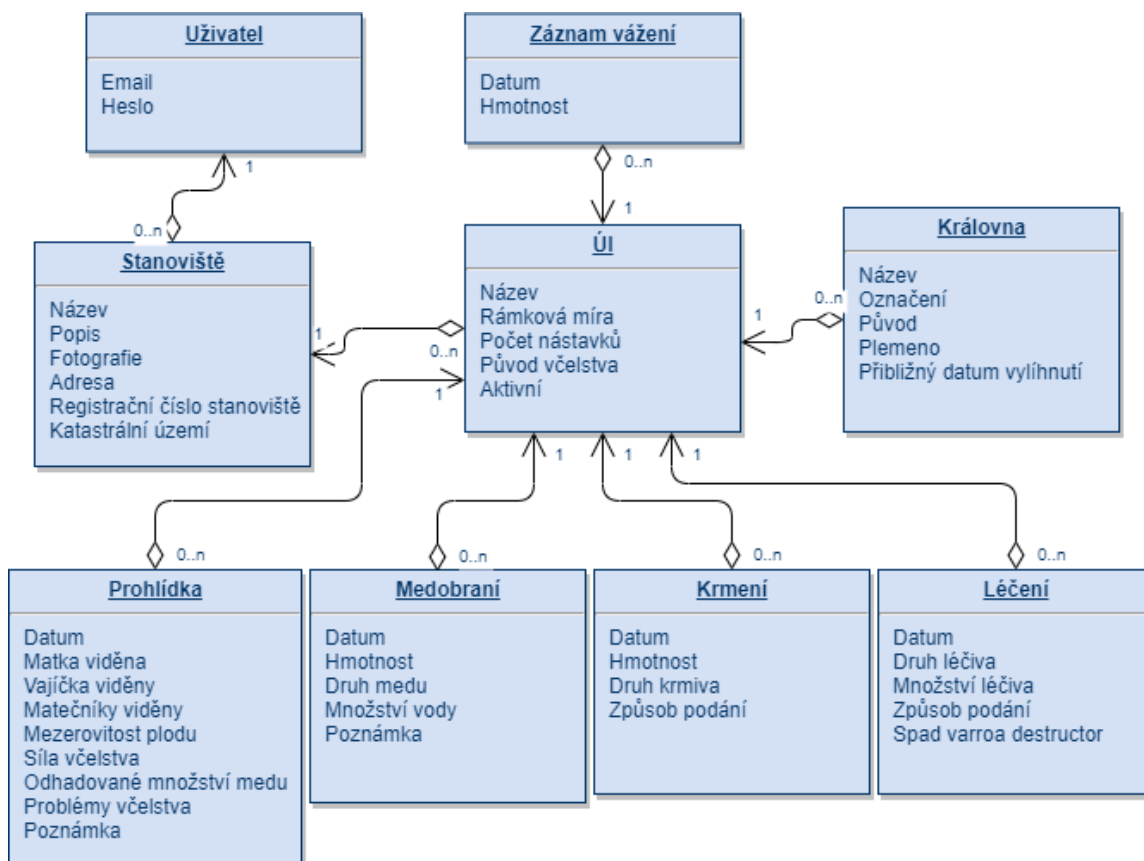 Uživatel
Email
Heslo
1
0..n
Záznam vážení
Datum
Hmotnost
0..n
1
Stanoviště
Název
Popis
Fotografie
Adresa
Registrační číslo stanoviště
Katastrální území
1
0..n
1
Úl
Název
Rámková míra
Počet nástavků
Původ včelstva
Aktivní
1
0..n
Královna
Název
Označení
Původ
Plemeno
Přibližný datum vylíhnutí
1
1
1
0..n
0..n
0..n
0..n
Prohlídka
Datum
Matka viděna
Vajíčka viděny
Matečníky viděny
Mezerovitost plodu
Síla včelstva
Odhadované množství medu
Problémy včelstva
Poznámka
Medobraní
Datum
Hmotnost
Druh medu
Množství vody
Poznámka
Krmení
Datum
Hmotnost
Druh krmiva
Způsob podání
Léčení
Datum
Druh léčiva
Množství léčiva
Způsob podání
Spad varroa destructor